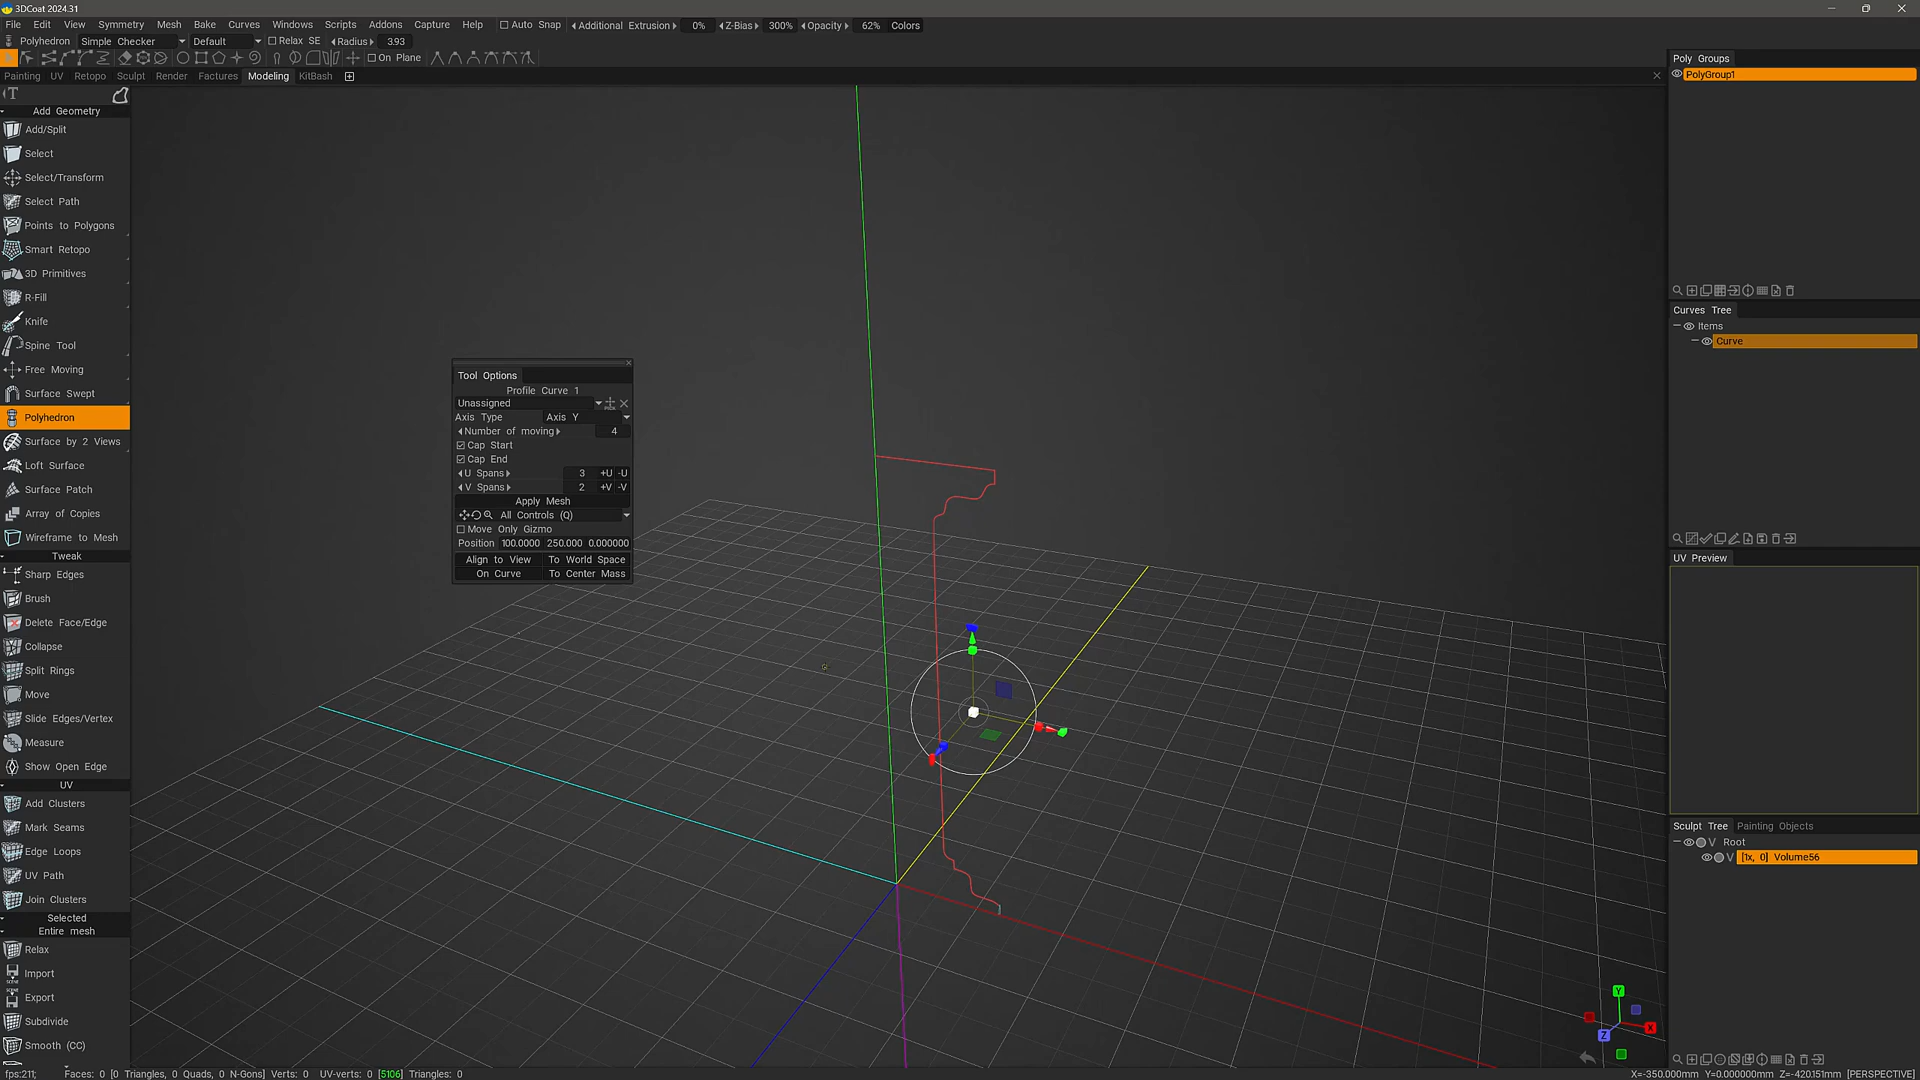 3DCoat 2024.31
File Edit View Symmetry Mesh Bake Curves Windows Scripts Addons Capture Help Auto Snap Additional Extrusion 0% Z-Bias 300% Opacity 62% Colors
Polyhedron Simple Checker Default Relax SE Radius 3.93
On Plane
Painting UV Retopo Sculpt Render Factures Modeling KitBash
T
Add Geometry
Add/Split
Select
Select/Transform
Select Path
Points to Polygons
Smart Retopo
3D Primitives
R-Fill
Knife
Spine Tool
Free Moving
Surface Swept
Polyhedron
Surface by 2 Views
Loft Surface
Surface Patch
Array of Copies
Wireframe to Mesh
Tweak
Sharp Edges
Brush
Delete Face/Edge
Collapse
Split Rings
Move
Slide Edges/Vertex
Measure
Show Open Edge
UV
Add Clusters
Mark Seams
Edge Loops
UV Path
Join Clusters
Selected
Entire mesh
Relax
Import
Export
Subdivide
Smooth (CC)
Tool Options
Profile Curve 1
Unassigned
Axis Type Axis Y
Number of moving 4
Cap Start
Cap End
U Spans 3 +U -U
V Spans 2 +V -V
Apply Mesh
All Controls (Q)
Move Only Gizmo
Position 100.0000 250.000 0.000000
Align to View To World Space
On Curve To Center Mass
Poly Groups
PolyGroup1
Curves Tree
Items
Curve
UV Preview
Sculpt Tree Painting Objects
V Root
V [1x, 0] Volume56
Y
X
Z
fps:211; Faces: 0 [0 Triangles, 0 Quads, 0 N-Gons] Verts: 0 UV-verts: 0 [5106] Triangles: 0
X=-350.000mm Y=0.000000mm Z=-420.151mm [PERSPECTIVE]